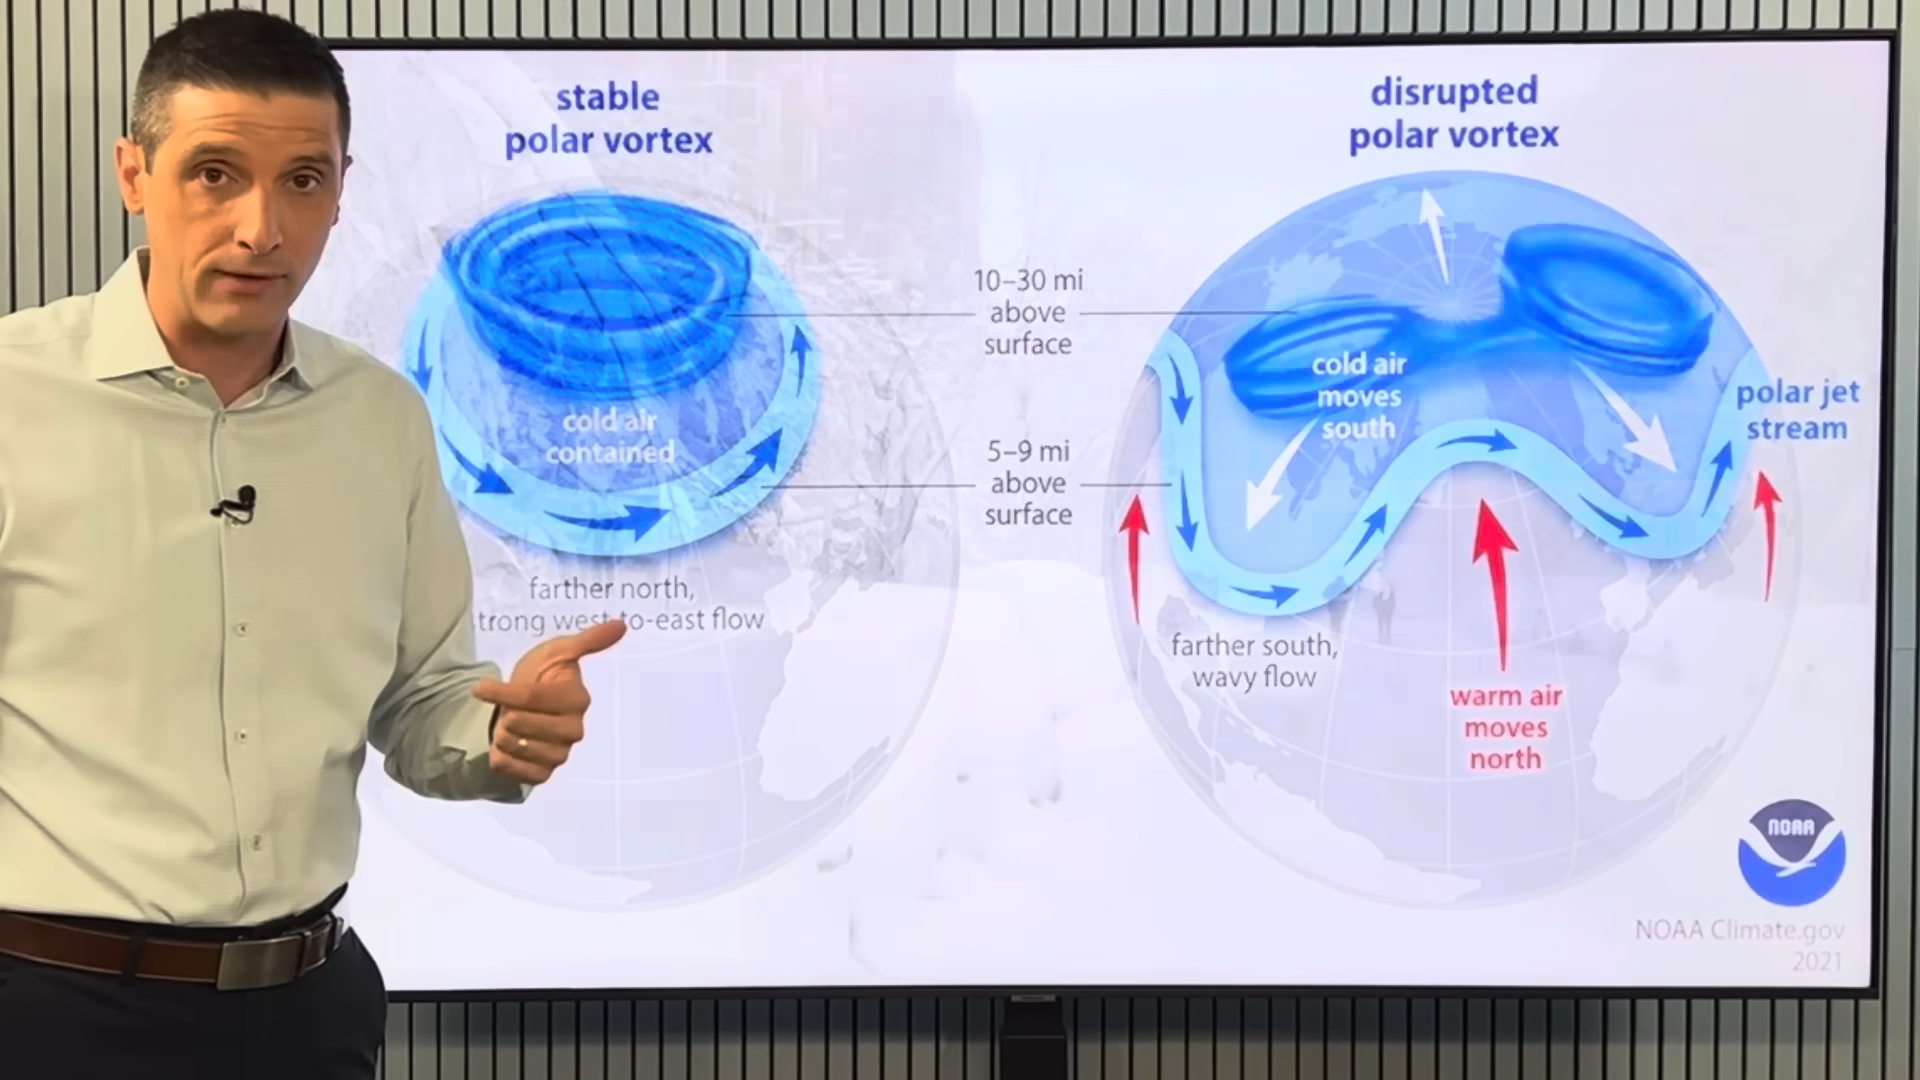 stable
polar vortex
cold air
contained
farther north,
trong west-to-east flow
10–30 mi
above
surface
5–9 mi
above
surface
disrupted
polar vortex
cold air
moves
south
polar jet
stream
farther south,
wavy flow
warm air
moves
north
NOAA
NOAA Climate.gov
2021